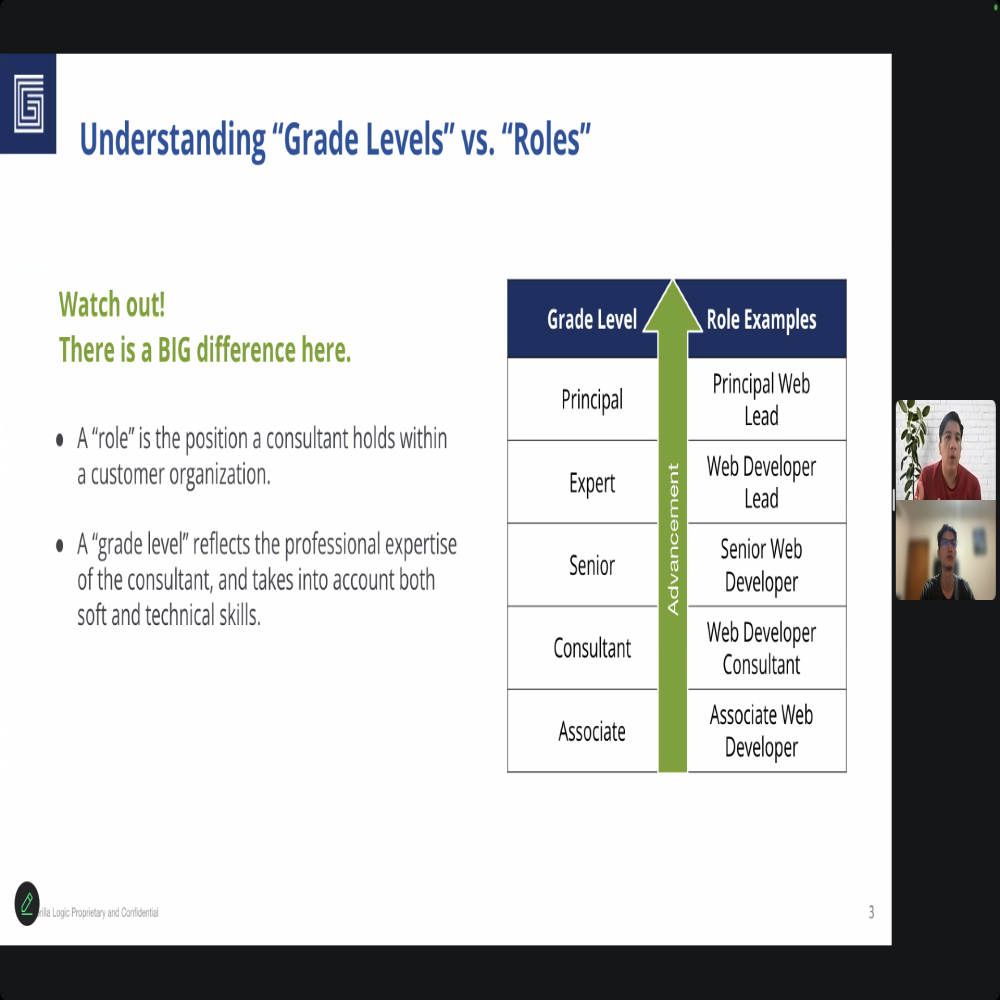 Understanding “Grade Levels” vs. “Roles”
Watch out!
There is a BIG difference here.
● A “role” is the position a consultant holds within
a customer organization.
● A “grade level” reflects the professional expertise
of the consultant, and takes into account both
soft and technical skills.
Grade Level
Role Examples
Principal
Principal Web
Lead
Expert
Web Developer
Lead
Senior
Senior Web
Developer
Consultant
Web Developer
Consultant
Associate
Associate Web
Developer
Advancement
Logic Proprietary and Confidential
3